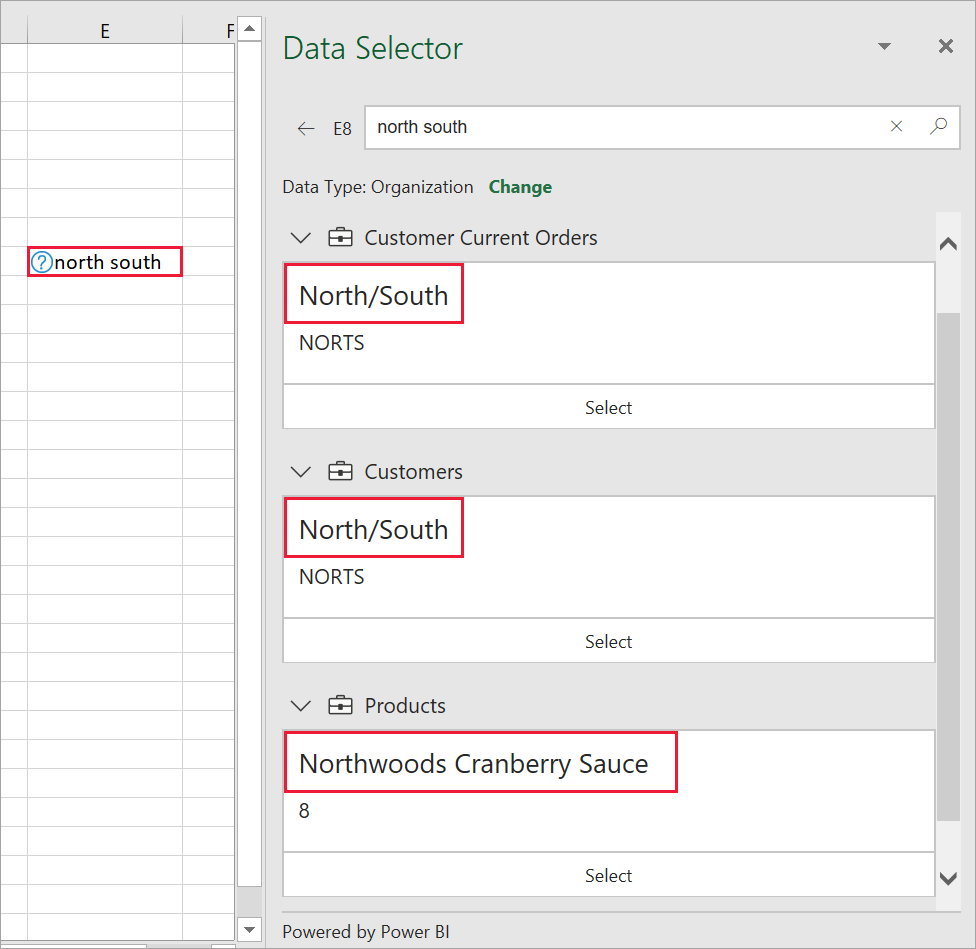 E
F
?north south
Data Selector
E8
north south
Data Type: Organization Change
Customer Current Orders
North/South
NORTS
Select
Customers
North/South
NORTS
Select
Products
Northwoods Cranberry Sauce
8
Select
Powered by Power BI